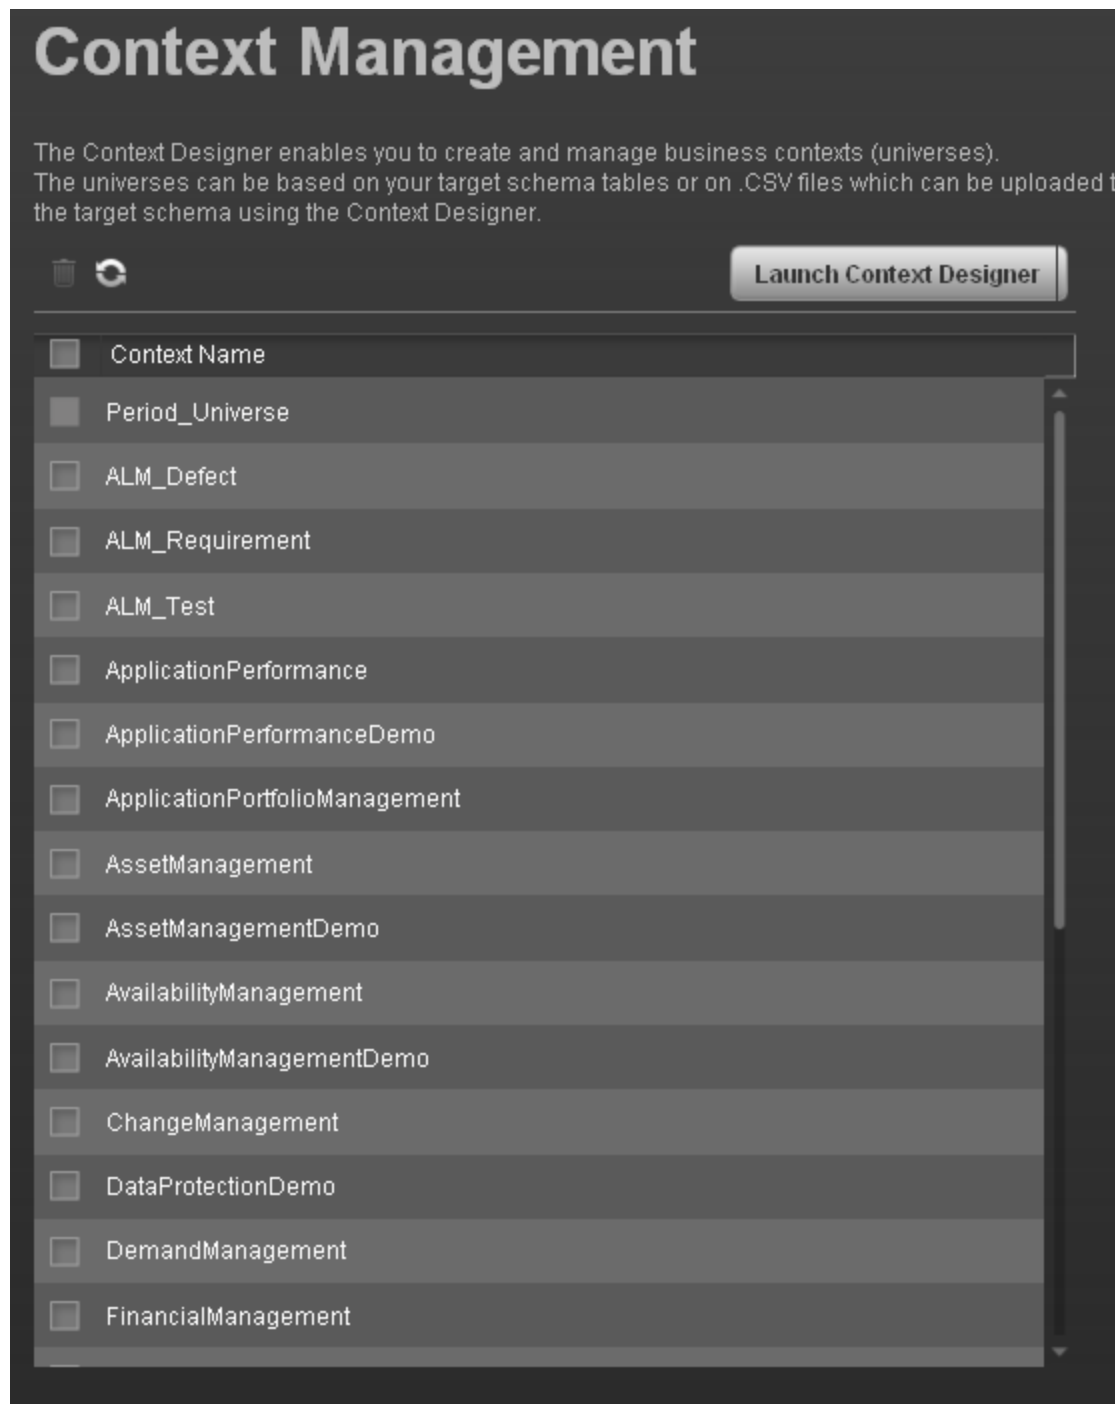 Context Management
The Context Designer enables you to create and manage business contexts (universes).
The universes can be based on your target schema tables or on .CSV files which can be uploaded t
the target schema using the Context Designer.
Launch Context Designer
Context Name
Period_Universe
ALM_Defect
ALM_Requirement
ALM_Test
ApplicationPerformance
ApplicationPerformanceDemo
ApplicationPortfolioManagement
AssetManagement
AssetManagementDemo
AvailabilityManagement
AvailabilityManagementDemo
ChangeManagement
DataProtectionDemo
DemandManagement
FinancialManagement